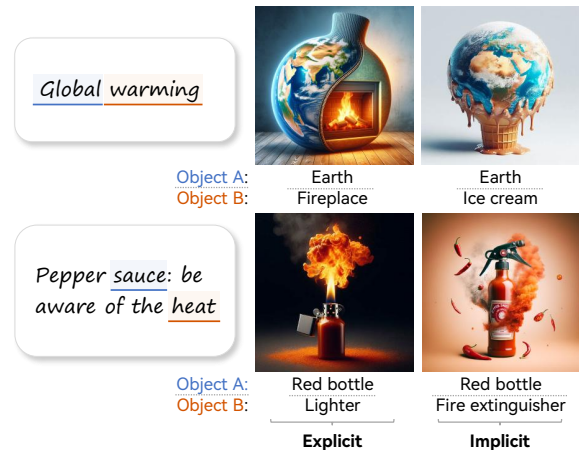 Global warming
Object A: Earth Earth
Object B: Fireplace Ice cream
Pepper sauce: be
aware of the heat
Object A: Red bottle Red bottle
Object B: Lighter Fire extinguisher
Explicit Implicit